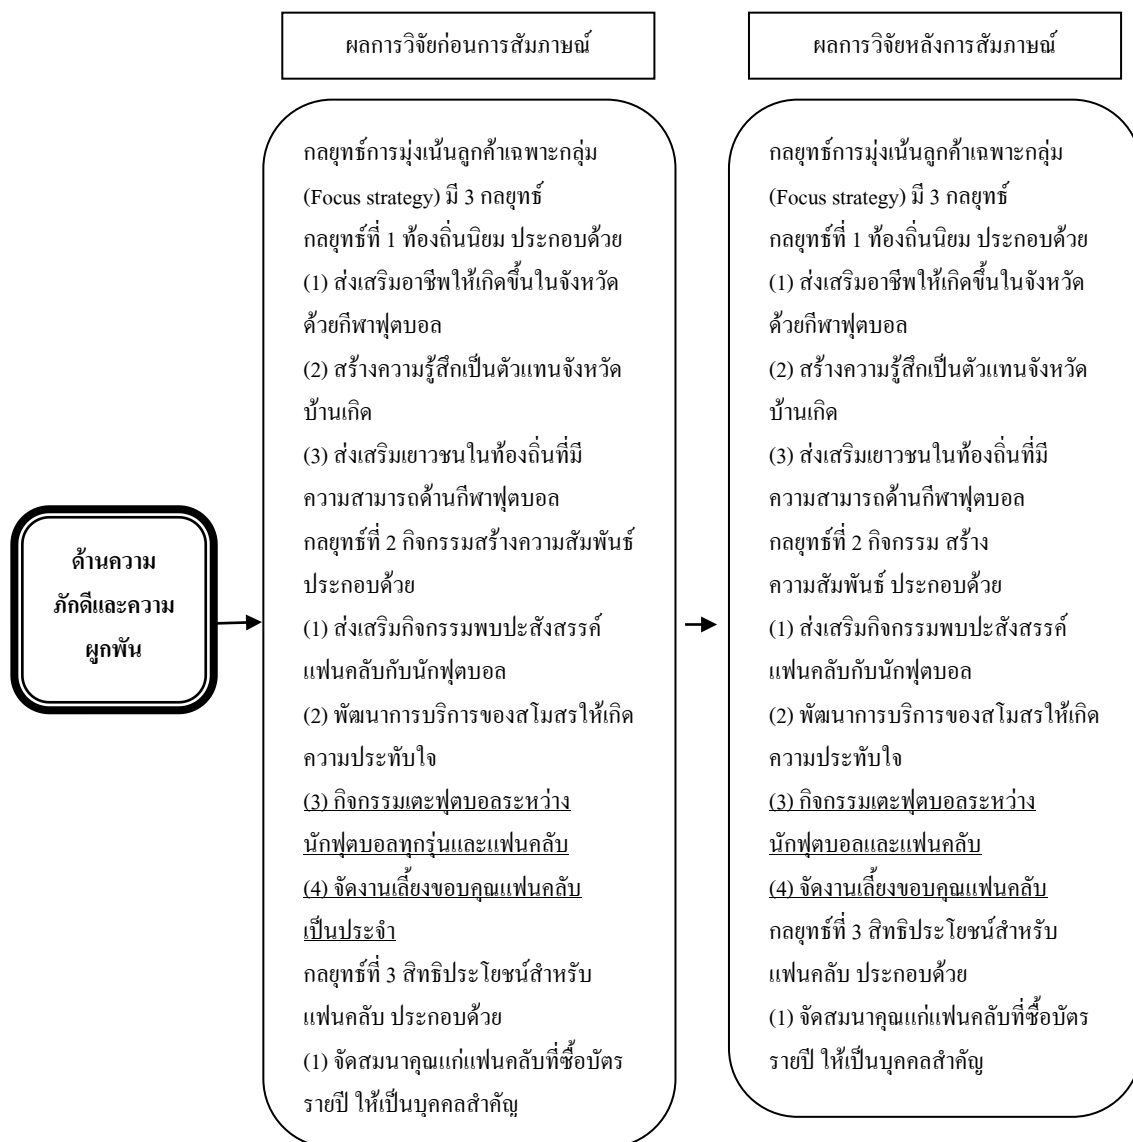 ผลการวิจัยก่อนการสัมภาษณ์
ผลการวิจัยหลังการสัมภาษณ์
ด้านความ
ภักดีและความ
ผูกพัน
กลยุทธ์การมุ่งเน้นลูกค้าเฉพาะกลุ่ม
(Focus strategy) มี 3 กลยุทธ์
กลยุทธ์ที่ 1 ท้องถิ่นนิยม ประกอบด้วย
(1) ส่งเสริมอาชีพให้เกิดขึ้นในจังหวัด
ด้วยกีฬาฟุตบอล
(2) สร้างความรู้สึกเป็นตัวแทนจังหวัด
บ้านเกิด
(3) ส่งเสริมเยาวชนในท้องถิ่นที่มี
ความสามารถด้านกีฬาฟุตบอล
กลยุทธ์ที่ 2 กิจกรรมสร้างความสัมพันธ์
ประกอบด้วย
(1) ส่งเสริมกิจกรรมพบปะสังสรรค์
แฟนคลับกับนักฟุตบอล
(2) พัฒนาการบริการของสโมสรให้เกิด
ความประทับใจ
(3) กิจกรรมเตะฟุตบอลระหว่าง
นักฟุตบอลทุกรุ่นและแฟนคลับ
(4) จัดงานเลี้ยงขอบคุณแฟนคลับ
เป็นประจำ
กลยุทธ์ที่ 3 สิทธิประโยชน์สำหรับ
แฟนคลับ ประกอบด้วย
(1) จัดสมนาคุณแก่แฟนคลับที่ซื้อบัตร
รายปี ให้เป็นบุคคลสำคัญ
กลยุทธ์การมุ่งเน้นลูกค้าเฉพาะกลุ่ม
(Focus strategy) มี 3 กลยุทธ์
กลยุทธ์ที่ 1 ท้องถิ่นนิยม ประกอบด้วย
(1) ส่งเสริมอาชีพให้เกิดขึ้นในจังหวัด
ด้วยกีฬาฟุตบอล
(2) สร้างความรู้สึกเป็นตัวแทนจังหวัด
บ้านเกิด
(3) ส่งเสริมเยาวชนในท้องถิ่นที่มี
ความสามารถด้านกีฬาฟุตบอล
กลยุทธ์ที่ 2 กิจกรรม สร้าง
ความสัมพันธ์ ประกอบด้วย
(1) ส่งเสริมกิจกรรมพบปะสังสรรค์
แฟนคลับกับนักฟุตบอล
(2) พัฒนาการบริการของสโมสรให้เกิด
ความประทับใจ
(3) กิจกรรมเตะฟุตบอลระหว่าง
นักฟุตบอลและแฟนคลับ
(4) จัดงานเลี้ยงขอบคุณแฟนคลับ
กลยุทธ์ที่ 3 สิทธิประโยชน์สำหรับ
แฟนคลับ ประกอบด้วย
(1) จัดสมนาคุณแก่แฟนคลับที่ซื้อบัตร
รายปี ให้เป็นบุคคลสำคัญ